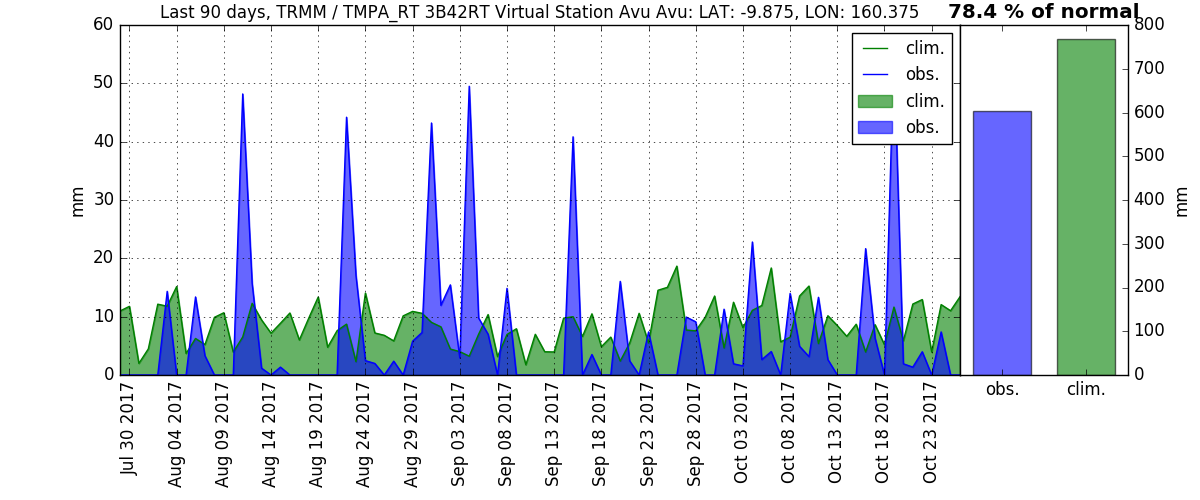 Last 90 days, TRMM / TMPA_RT 3B42RT Virtual Station Avu Avu: LAT: -9.875, LON: 160.375
78.4 % of normal
60
50
40
30
20
10
0
mm
clim.
obs.
clim.
obs.
800
700
600
500
400
300
200
100
0
mm
Jul 30 2017
Aug 04 2017
Aug 09 2017
Aug 14 2017
Aug 19 2017
Aug 24 2017
Aug 29 2017
Sep 03 2017
Sep 08 2017
Sep 13 2017
Sep 18 2017
Sep 23 2017
Sep 28 2017
Oct 03 2017
Oct 08 2017
Oct 13 2017
Oct 18 2017
Oct 23 2017
obs.
clim.